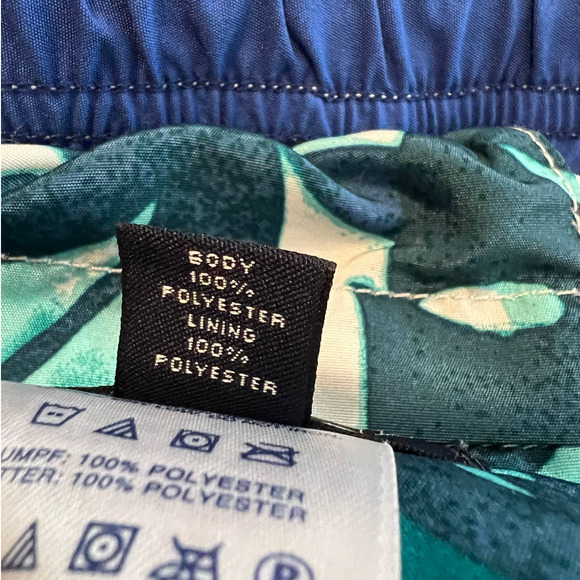 BODY
100%
POLYESTER
LINING
100%
POLYESTER
UMPF: 100% POLYESTER
TTER: 100% POLYESTER